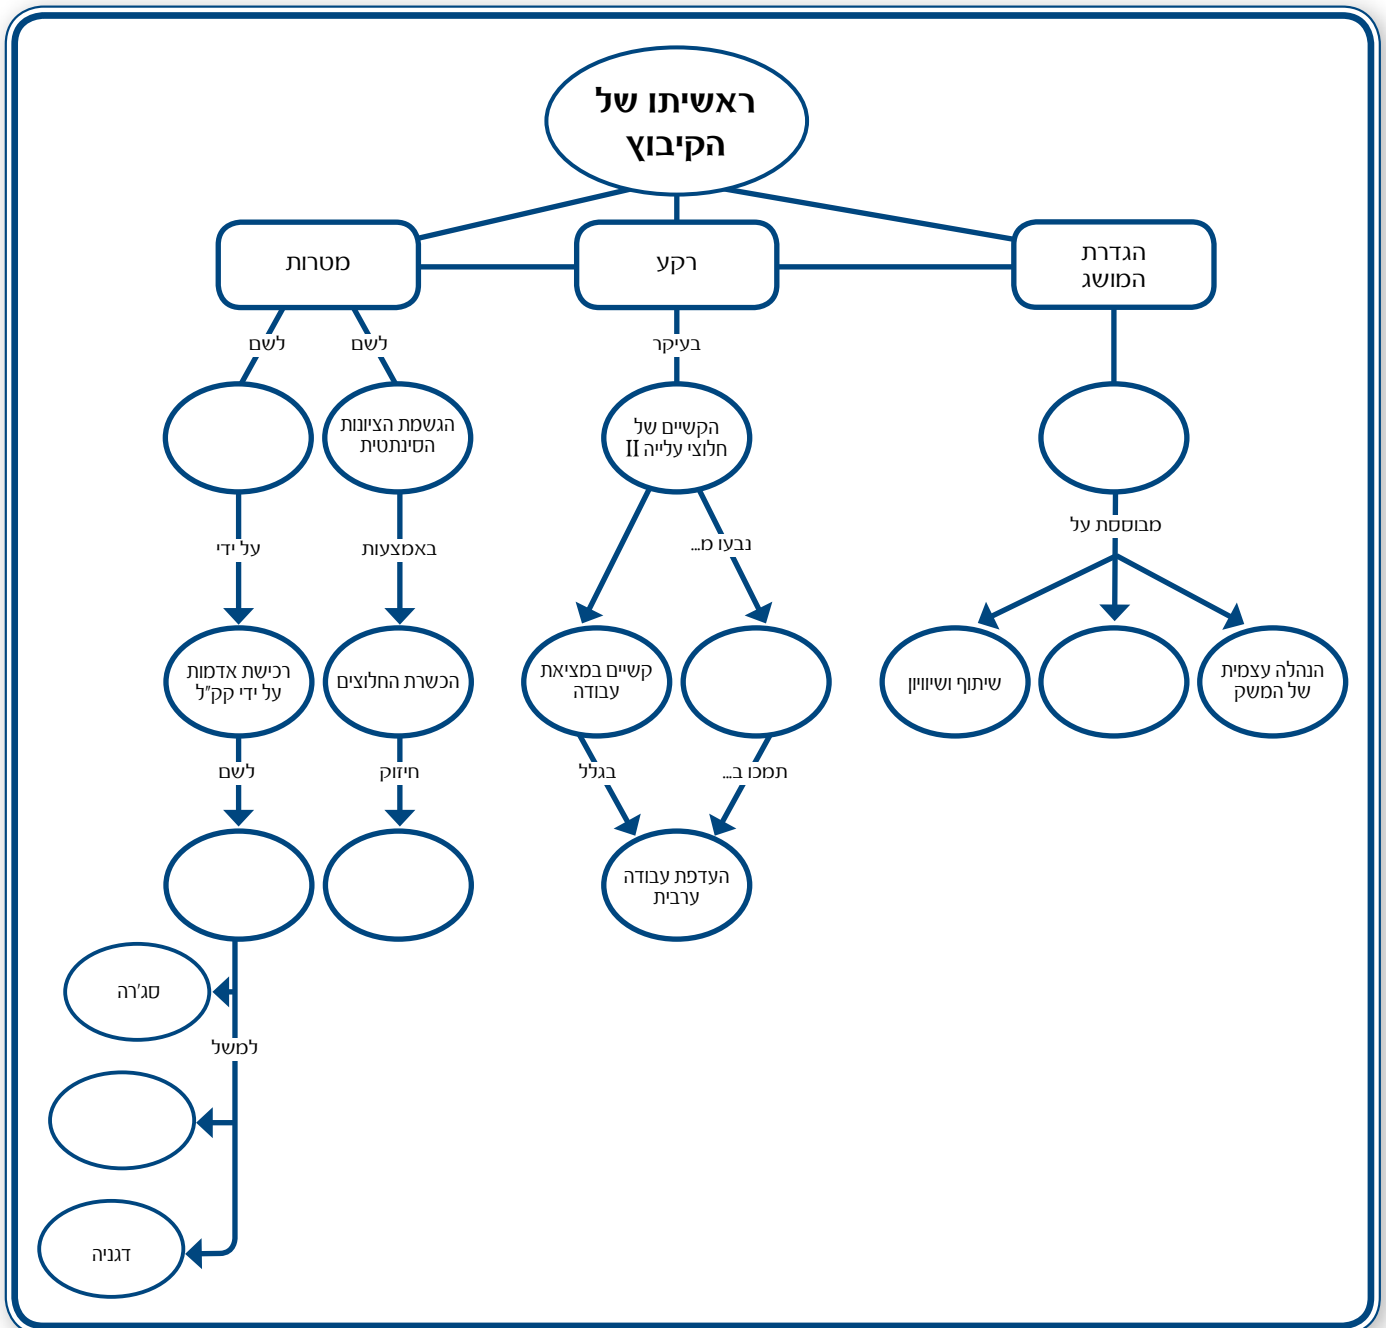 ראשיתו של
הקיבוץ
הגדרת
המושג
רקע
מטרות
בעיקר
לשם
לשם
הקשיים של
חלוצי עלייה II
הגשמת הציונות
הסינתטית
מבוססת על
נבעו מ...
באמצעות
על ידי
הנהלה עצמית
של המשק
שיתוף ושיוויון
קשיים במציאת
עבודה
הכשרת החלוצים
רכישת אדמות
על ידי קק"ל
תמכו ב...
בגלל
חיזוק
לשם
העדפת עבודה
ערבית
סג'רה
למשל
דגניה